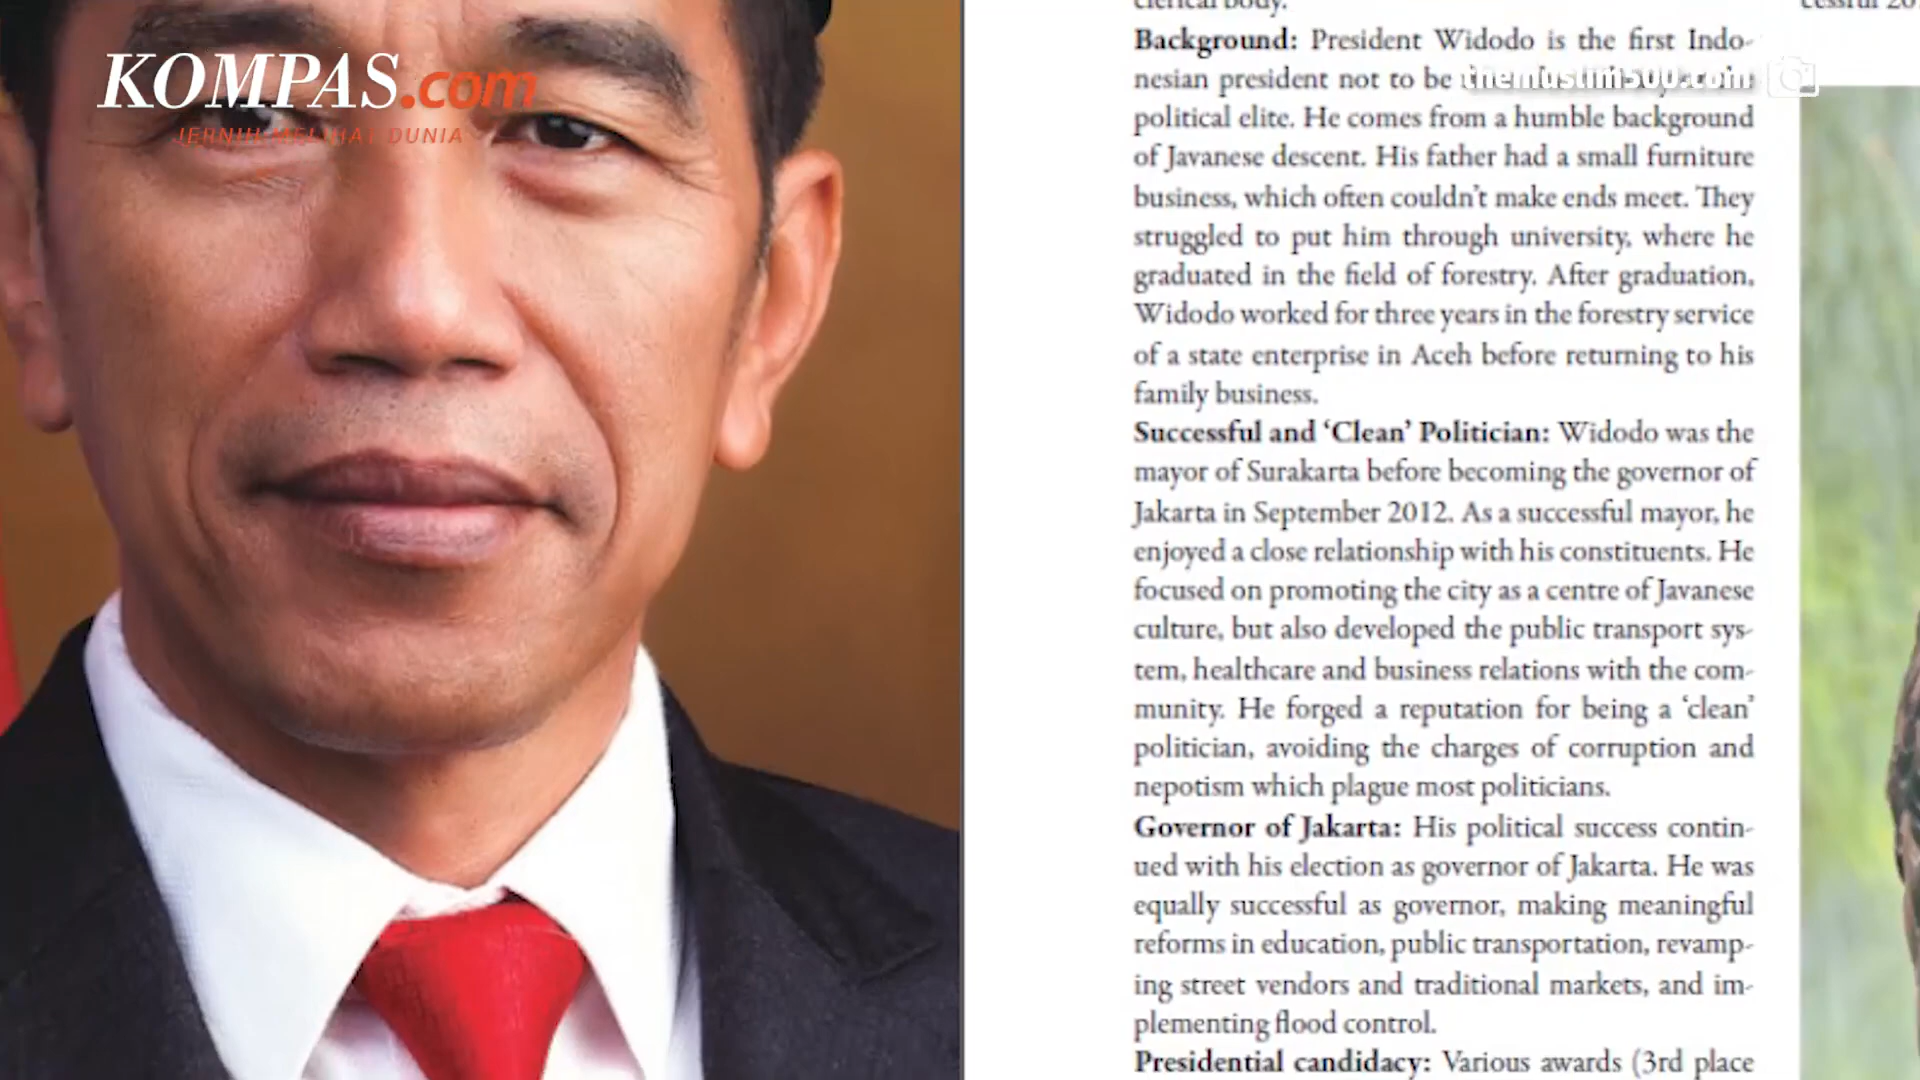 KOMPAS.com
JERNIH MELIHAT DUNIA
clerical body.
Background: President Widodo is the first Indo-
nesian president not to be
political elite. He comes from a humble background
of Javanese descent. His father had a small furniture
business, which often couldn’t make ends meet. They
struggled to put him through university, where he
graduated in the field of forestry. After graduation,
Widodo worked for three years in the forestry service
of a state enterprise in Aceh before returning to his
family business.
Successful and ‘Clean’ Politician: Widodo was the
mayor of Surakarta before becoming the governor of
Jakarta in September 2012. As a successful mayor, he
enjoyed a close relationship with his constituents. He
focused on promoting the city as a centre of Javanese
culture, but also developed the public transport sys-
tem, healthcare and business relations with the com-
munity. He forged a reputation for being a ‘clean’
politician, avoiding the charges of corruption and
nepotism which plague most politicians.
Governor of Jakarta: His political success contin-
ued with his election as governor of Jakarta. He was
equally successful as governor, making meaningful
reforms in education, public transportation, revamp-
ing street vendors and traditional markets, and im-
plementing flood control.
Presidential candidacy: Various awards (3rd place
themuslim500.com